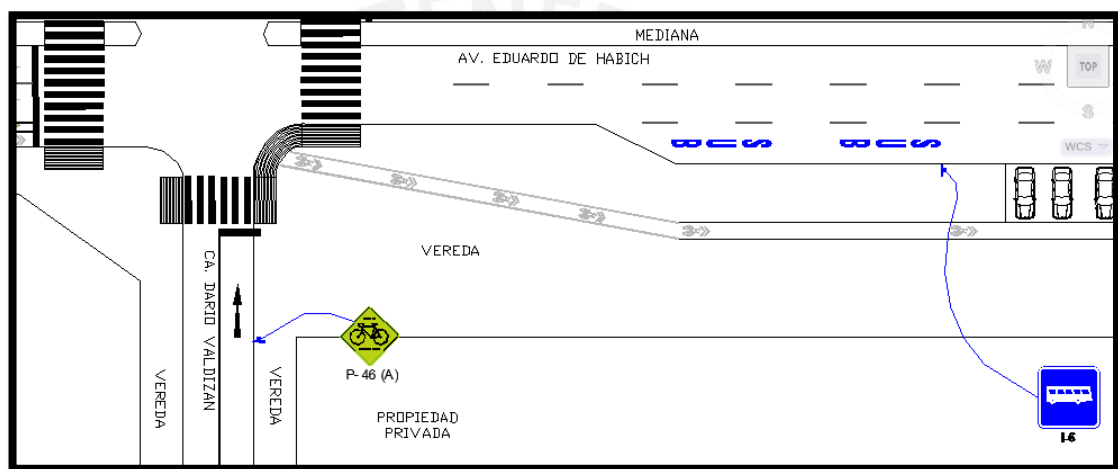 MEDIANA
N
AV. EDUARDO DE HABICH
W
TOP
S
BUS
BUS
WCS
VEREDA
CA. DARIO VALDIZAN
P-46 (A)
VEREDA
VEREDA
PROPIEDAD
PRIVADA
I-6